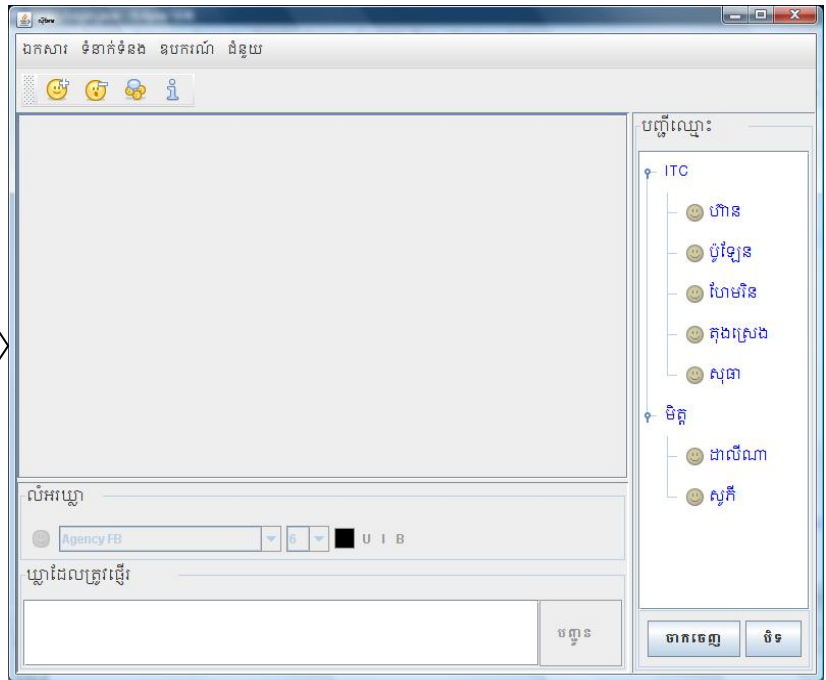 ឯកសារ ទំនាក់ទំនង ឧបករណ៍ ជំនួយ
បញ្ជីឈ្មោះ
ITC
ហ៊ាន
ប៉ូឡែន
ហែមរិន
តុងស្រេង
សុធា
មិត្ត
ដាលីណា
សូភី
លំអរឃ្លា
Agency FB 6 U I B
ឃ្លាដែលត្រូវផ្ញើរ
បញ្ជូន
ចាកចេញ បិទ